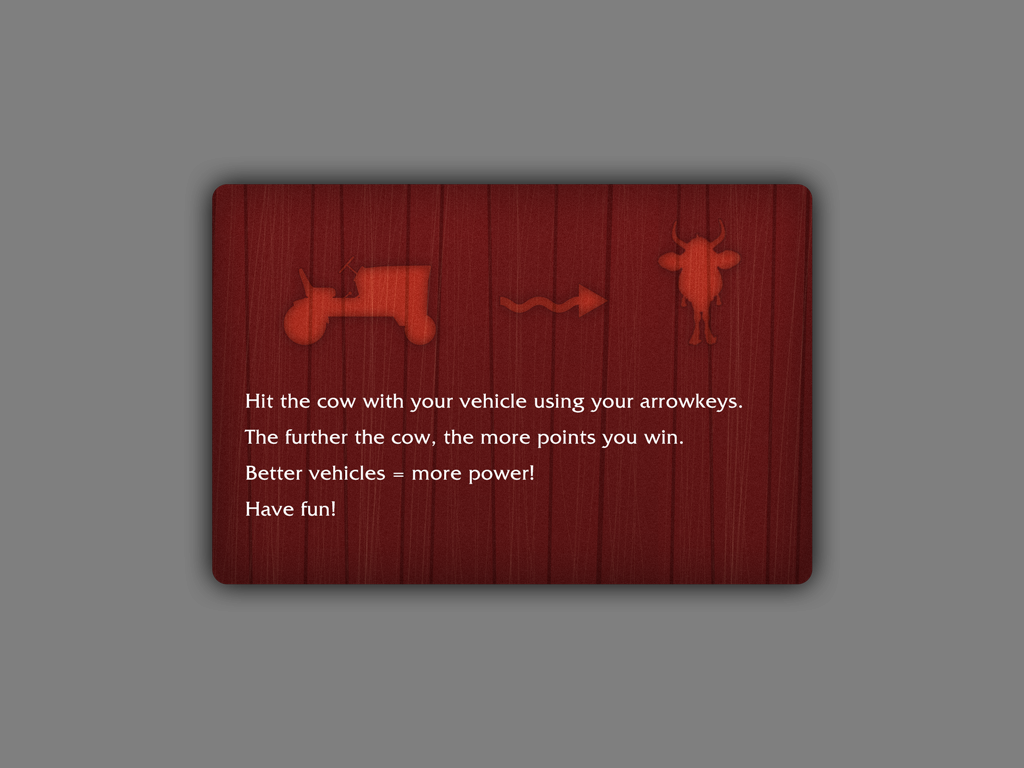 Hit the cow with your vehicle using your arrowkeys.
The further the cow, the more points you win.
Better vehicles = more power!
Have fun!